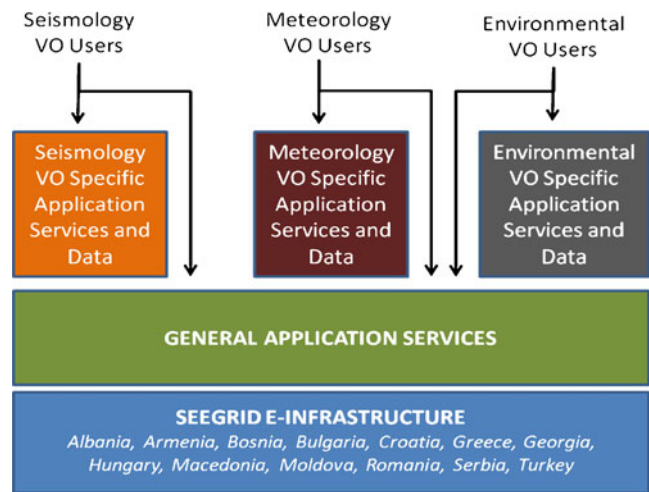 Seismology
VO Users
Meteorology
VO Users
Environmental
VO Users
Seismology
VO Specific
Application
Services and
Data
Meteorology
VO Specific
Application
Services and
Data
Environmental
VO Specific
Application
Services and
Data
GENERAL APPLICATION SERVICES
SEEGRID E-INFRASTRUCTURE
Albania, Armenia, Bosnia, Bulgaria, Croatia, Greece, Georgia,
Hungary, Macedonia, Moldova, Romania, Serbia, Turkey